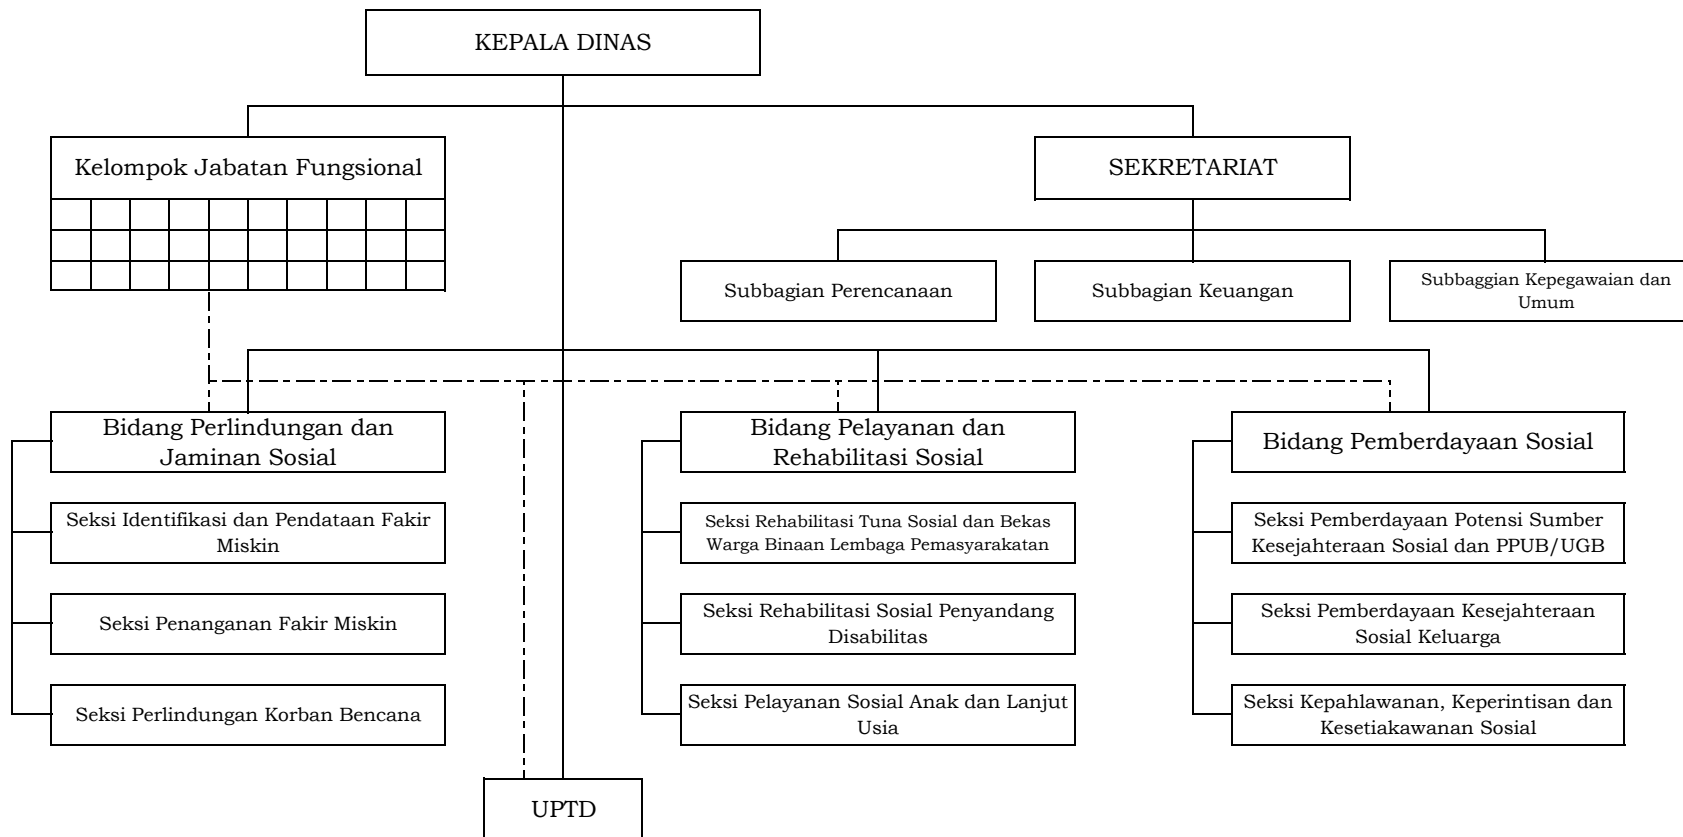 KEPALA DINAS
Kelompok Jabatan Fungsional
SEKRETARIAT
Subbagian Perencanaan
Subbagian Keuangan
Subbaggian Kepegawaian dan
Umum
Bidang Perlindungan dan
Jaminan Sosial
Seksi Identifikasi dan Pendataan Fakir
Miskin
Seksi Penanganan Fakir Miskin
Seksi Perlindungan Korban Bencana
Bidang Pelayanan dan
Rehabilitasi Sosial
Seksi Rehabilitasi Tuna Sosial dan Bekas
Warga Binaan Lembaga Pemasyarakatan
Seksi Rehabilitasi Sosial Penyandang
Disabilitas
Seksi Pelayanan Sosial Anak dan Lanjut
Usia
Bidang Pemberdayaan Sosial
Seksi Pemberdayaan Potensi Sumber
Kesejahteraan Sosial dan PPUB/UGB
Seksi Pemberdayaan Kesejahteraan
Sosial Keluarga
Seksi Kepahlawanan, Keperintisan dan
Kesetiakawanan Sosial
UPTD